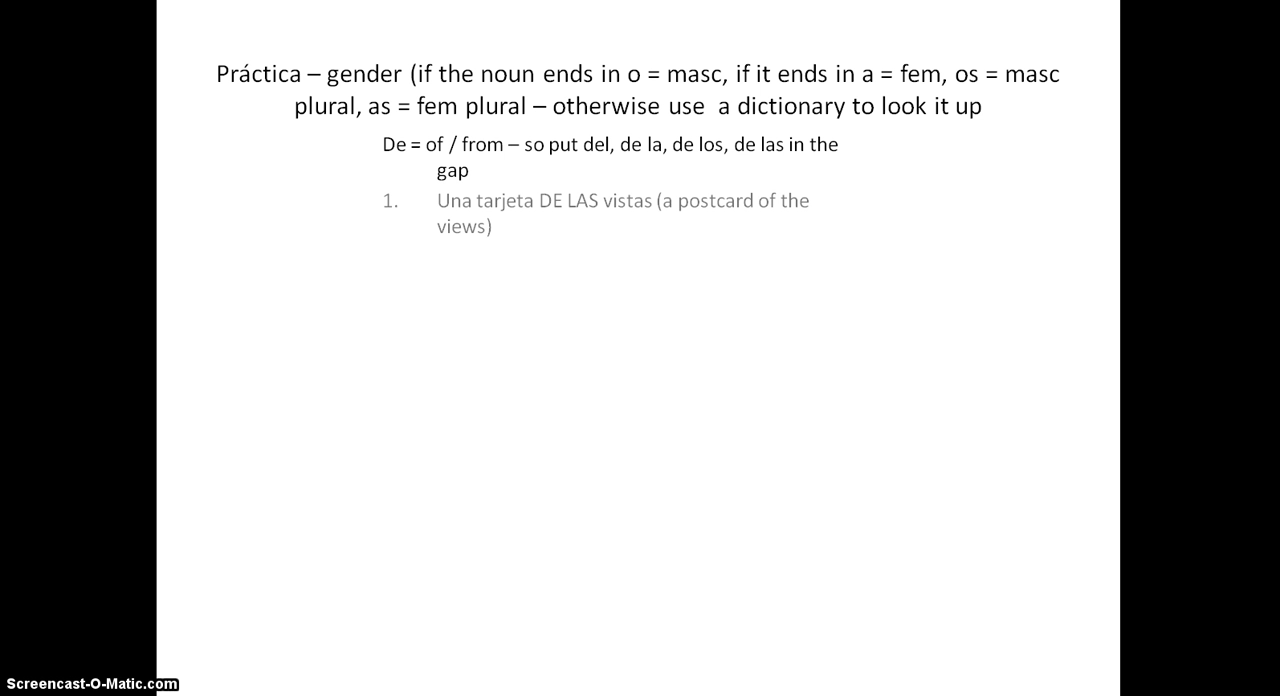 Práctica – gender (if the noun ends in o = masc, if it ends in a = fem, os = masc
plural, as = fem plural – otherwise use a dictionary to look it up
De = of / from – so put del, de la, de los, de las in the
gap
1. Una tarjeta DE LAS vistas (a postcard of the
views)
Screencast-O-Matic.com